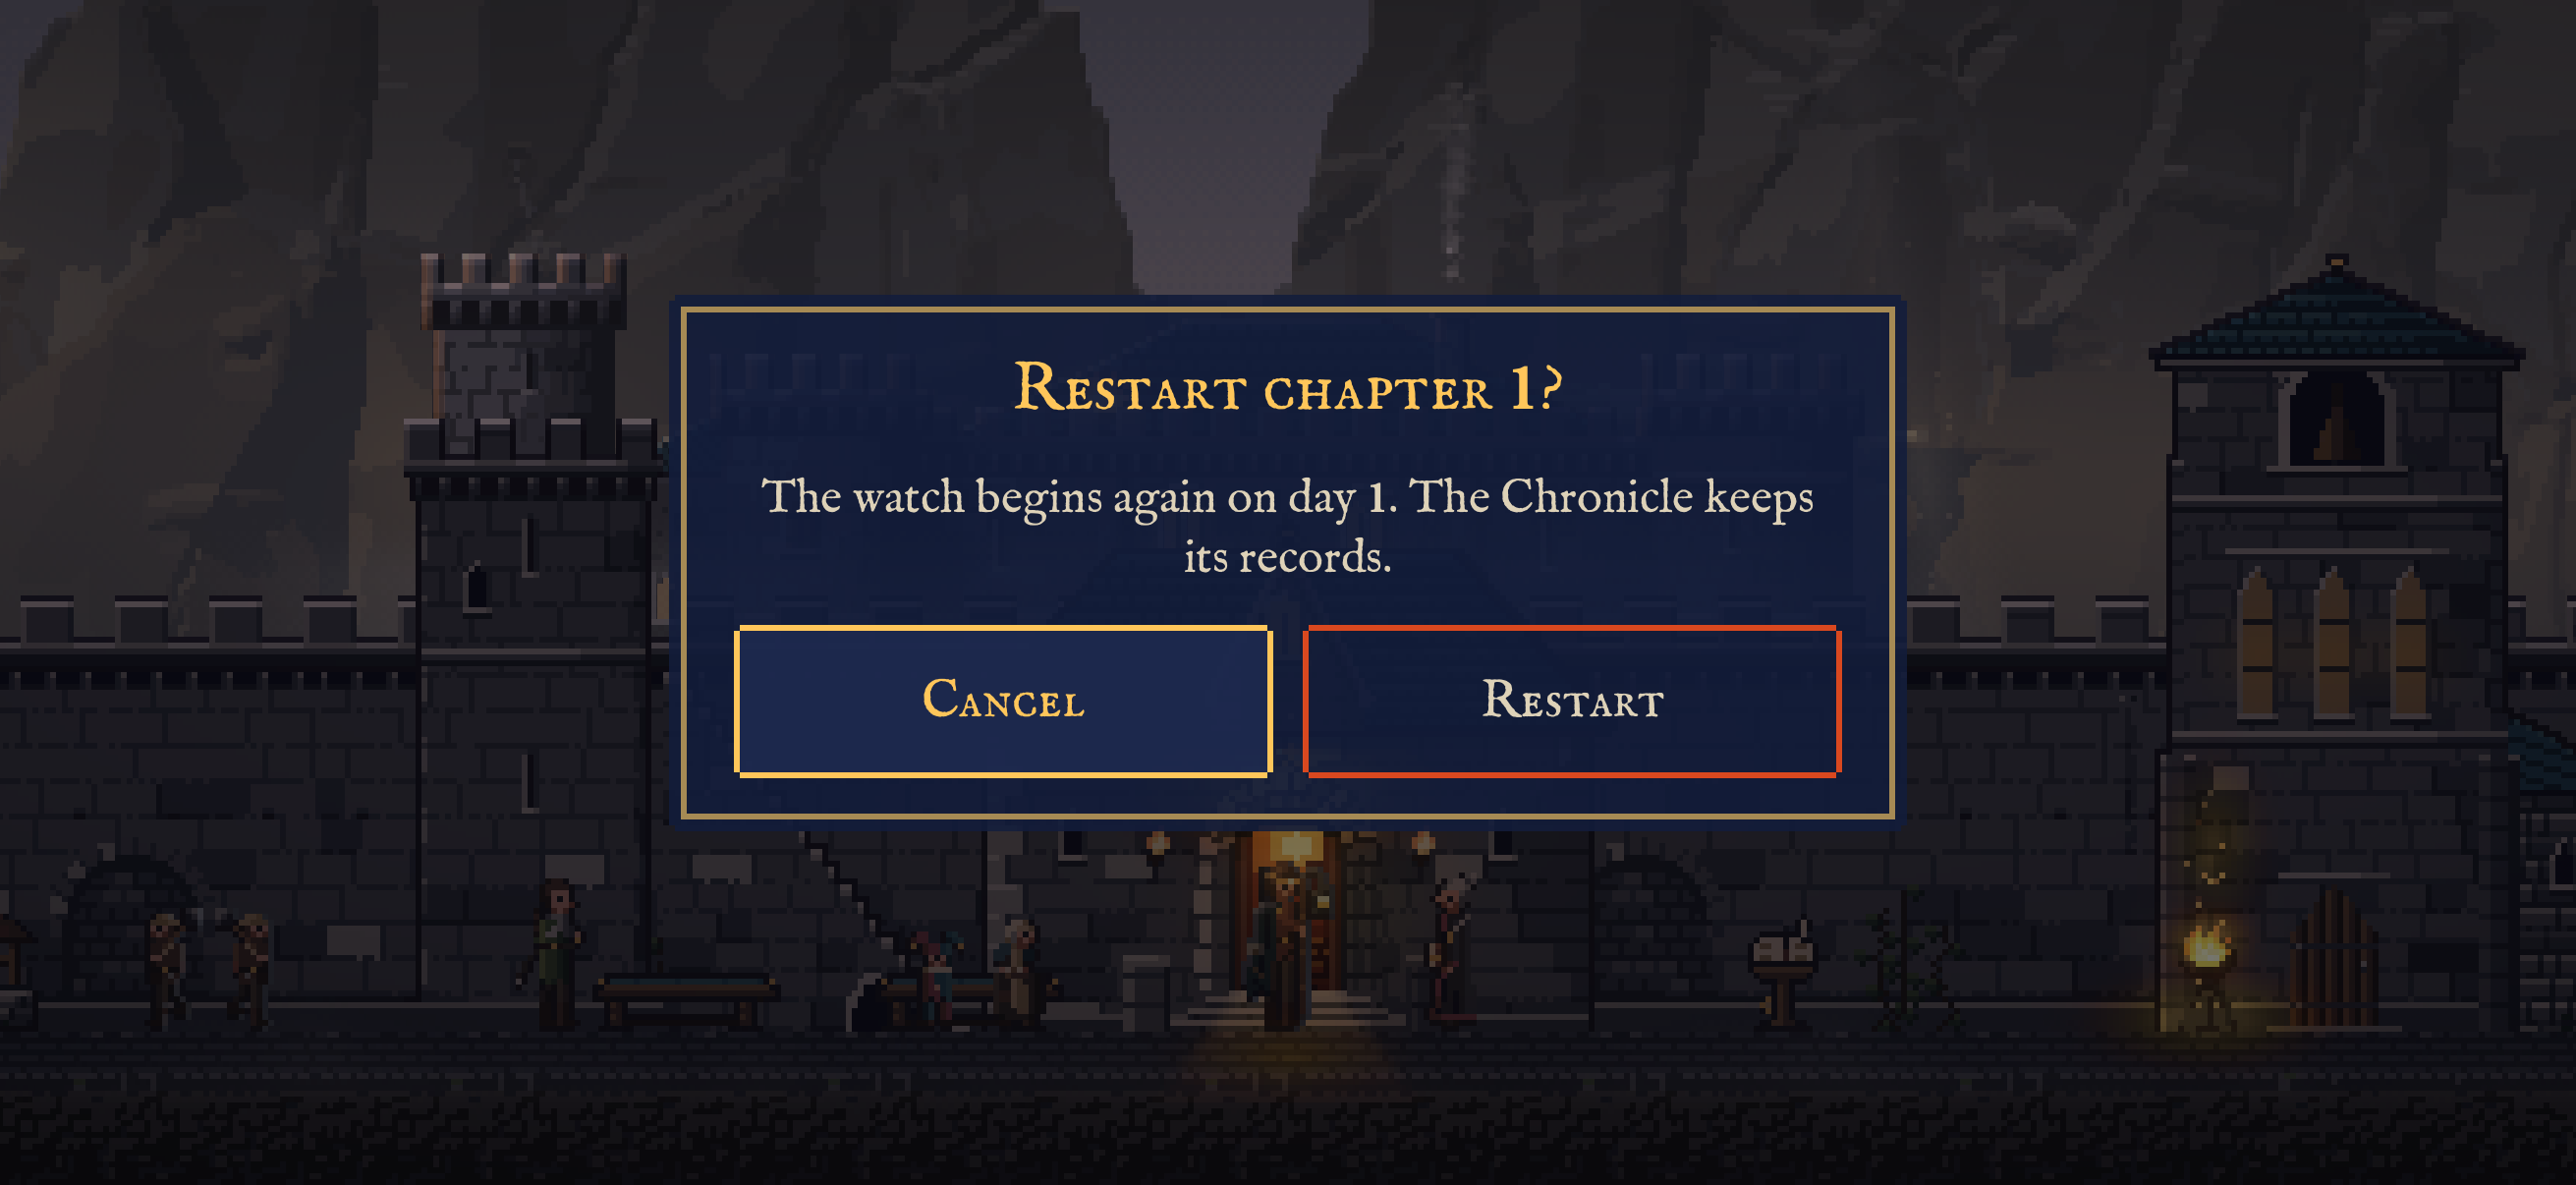 Restart chapter 1?
The watch begins again on day 1. The Chronicle keeps
its records.
Cancel
Restart